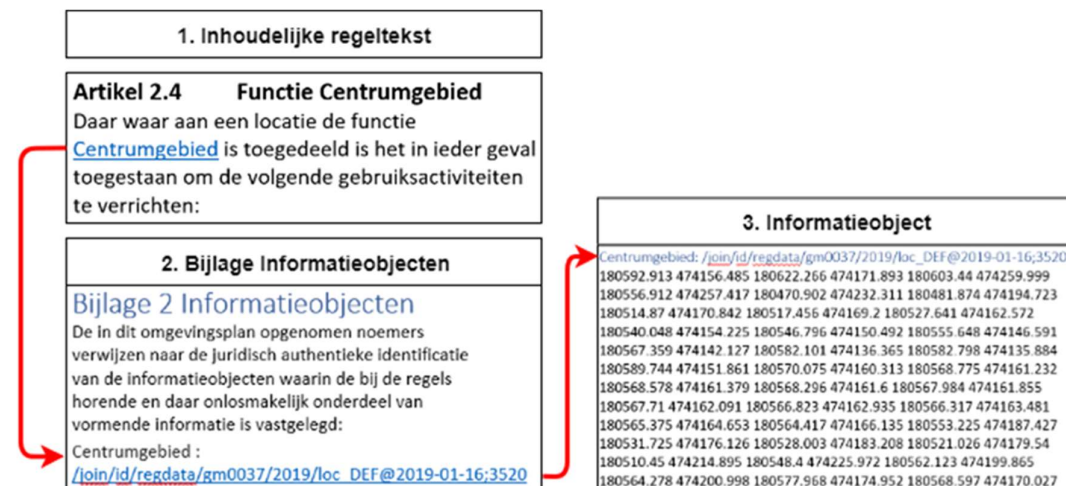 1. Inhoudelijke regeltekst
Artikel 2.4 Functie Centrumgebied
Daar waar aan een locatie de functie
Centrumgebied is toegedeeld is het in ieder geval
toegestaan om de volgende gebruiksactiviteiten
te verrichten:
2. Bijlage Informatieobjecten
Bijlage 2 Informatieobjecten
De in dit omgevingsplan opgenomen noemers
verwijzen naar de juridisch authentieke identificatie
van de informatieobjecten waarin de bij de regels
horende en daar onlosmakelijk onderdeel van
vormende informatie is vastgelegd:
Centrumgebied :
/join/id/regdata/gm0037/2019/loc_DEF@2019-01-16;3520
3. Informatieobject
Centrumgebied: /join/id/regdata/gm0037/2019/loc_DEF@2019-01-16;3520
180592.913 474156.485 180622.266 474171.893 180603.44 474259.999
180556.912 474257.417 180470.902 474232.311 180481.874 474194.723
180514.87 474170.842 180517.456 474169.2 180527.641 474162.572
180540.048 474154.225 180546.796 474150.492 180555.648 474146.591
180567.359 474142.127 180582.101 474136.365 180582.798 474135.884
180589.744 474151.861 180570.075 474160.313 180568.775 474161.232
180568.578 474161.379 180568.296 474161.6 180567.984 474161.855
180567.71 474162.091 180566.823 474162.935 180566.317 474163.481
180565.375 474164.653 180564.417 474166.135 180553.225 474187.427
180531.725 474176.126 180528.003 474183.208 180521.026 474179.54
180510.45 474214.895 180548.4 474225.972 180562.123 474199.865
180564.278 474200.998 180577.968 474174.952 180568.597 474170.027